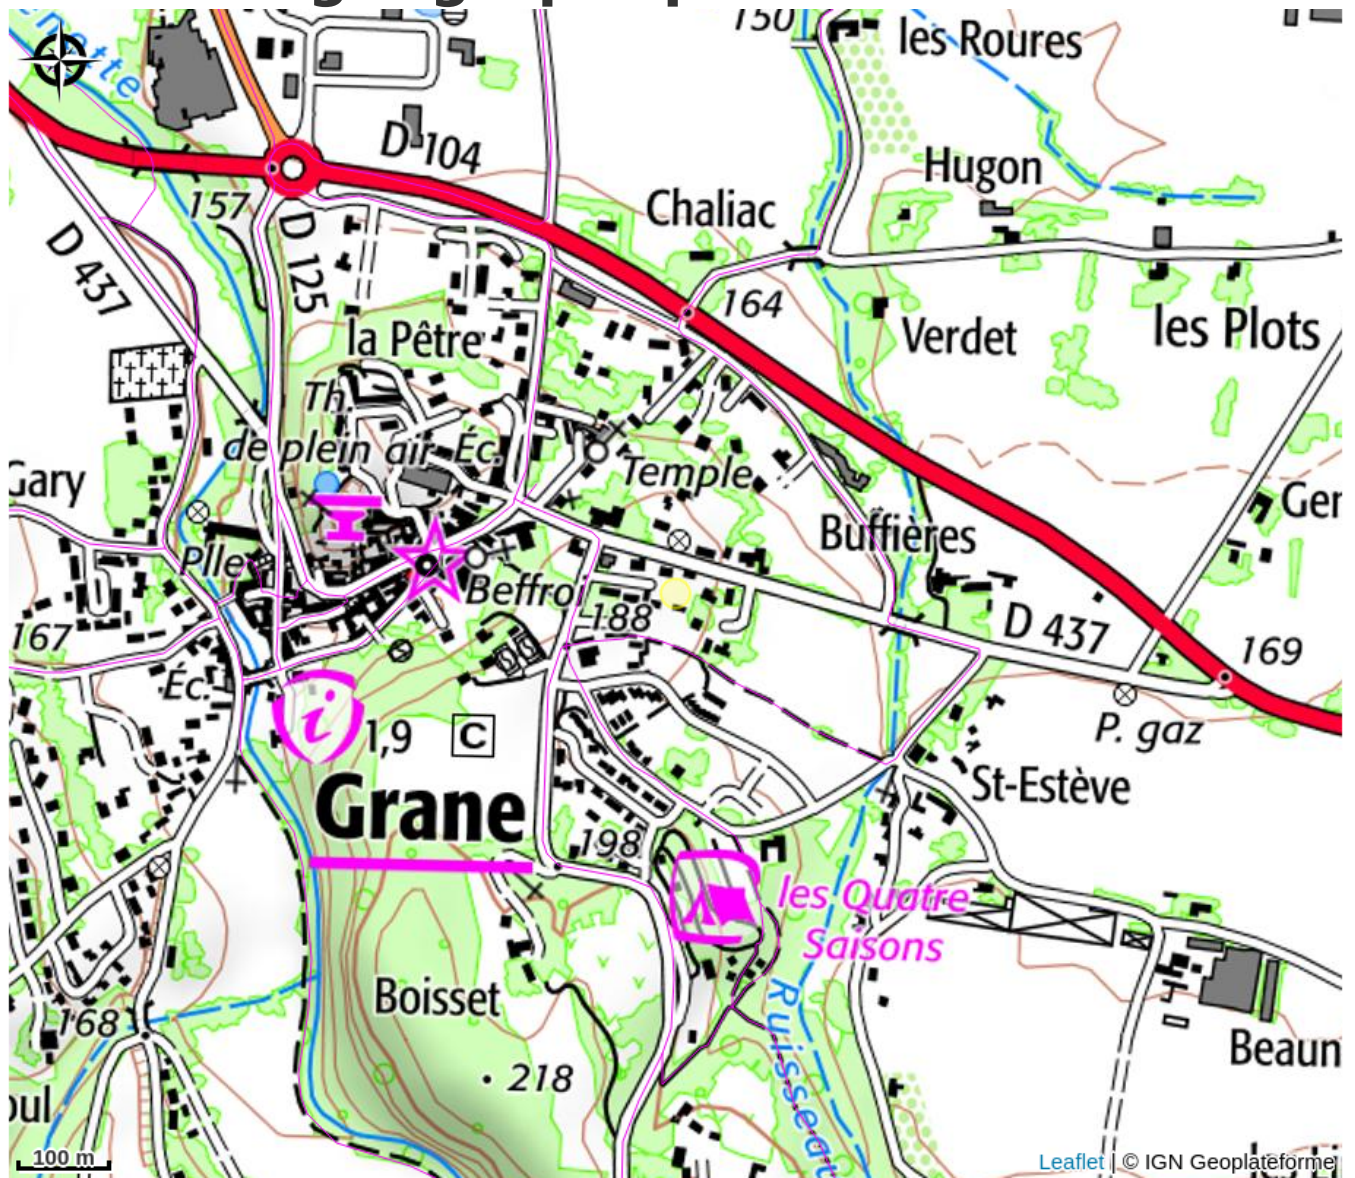 150
les Roures
D 104
Hugon
157
Chaliac
D 437
D 125
164
la Pêtre
Verdet
les Plots
Th.
de plein air
Éc.
Temple
Gary
Buffières
Plle
Beffroi
188
D 437
167
169
Éc.
1,9
C
P. gaz
St-Estève
Grane
198
les Quatre
Saisons
Boisset
168
218
Ruisseau
Beaun
100 m
Leaflet | © IGN Geoplateforme